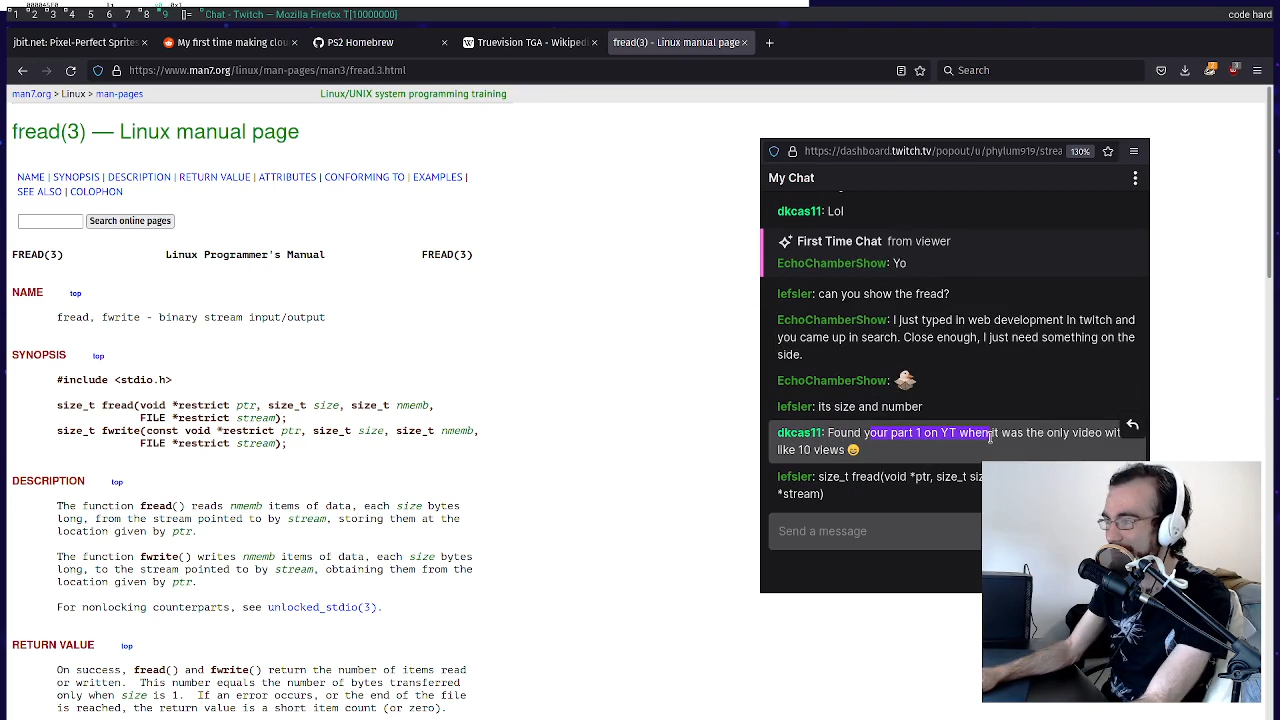 1 2 3 4 5 6 7 8 9 []= "Chat - Twitch — Mozilla Firefox T[10000000] code hard
jbit.net: Pixel-Perfect Sprites × My first time making clou × PS2 Homebrew × Truevision TGA - Wikipedi × fread(3) - Linux manual page × +
https://www.man7.org/linux/man-pages/man3/fread.3.html Search
man7.org > Linux > man-pages Linux/UNIX system programming training
fread(3) — Linux manual page
NAME | SYNOPSIS | DESCRIPTION | RETURN VALUE | ATTRIBUTES | CONFORMING TO | EXAMPLES |
SEE ALSO | COLOPHON
Search online pages
FREAD(3) Linux Programmer's Manual FREAD(3)
NAME top
fread, fwrite - binary stream input/output
SYNOPSIS top
#include <stdio.h>
size_t fread(void *restrict ptr, size_t size, size_t nmemb,
FILE *restrict stream);
size_t fwrite(const void *restrict ptr, size_t size, size_t nmemb,
FILE *restrict stream);
DESCRIPTION top
The function fread() reads nmemb items of data, each size bytes
long, from the stream pointed to by stream, storing them at the
location given by ptr.
The function fwrite() writes nmemb items of data, each size bytes
long, to the stream pointed to by stream, obtaining them from the
location given by ptr.
For nonlocking counterparts, see unlocked_stdio(3).
RETURN VALUE top
On success, fread() and fwrite() return the number of items read
or written. This number equals the number of bytes transferred
only when size is 1. If an error occurs, or the end of the file
is reached, the return value is a short item count (or zero).
https://dashboard.twitch.tv/popout/u/phylum919/strea 130%
My Chat
dkcas11: Lol
First Time Chat from viewer
EchoChamberShow: Yo
lefsler: can you show the fread?
EchoChamberShow: I just typed in web development in twitch and
you came up in search. Close enough, I just need something on the
side.
EchoChamberShow:
lefsler: its size and number
dkcas11: Found your part 1 on YT when it was the only video wit
like 10 views
lefsler: size_t fread(void *ptr, size_t siz
*stream)
Send a message